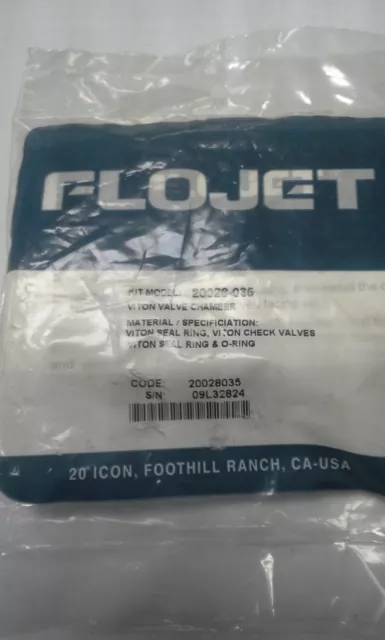 FLOJET
KIT MODEL: 20028-035
VITON VALVE CHAMBER
MATERIAL / SPECIFICIATION:
VITON SEAL RING, VITON CHECK VALVES
VITON SEAL RING & O-RING
CODE: 20028035
S/N: 09L32824
20 ICON, FOOTHILL RANCH, CA-USA